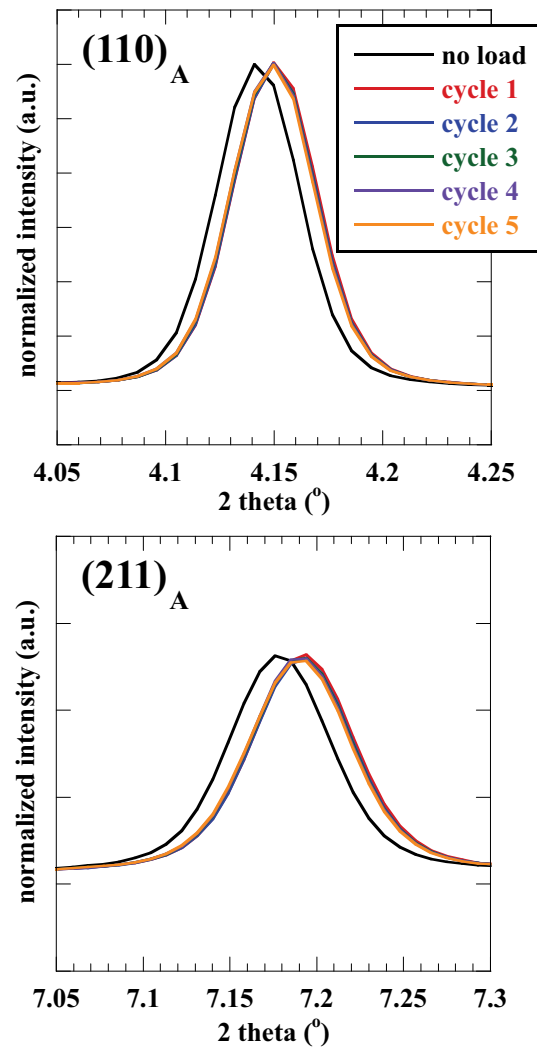 (110)A
no load
cycle 1
cycle 2
cycle 3
cycle 4
cycle 5
normalized intensity (a.u.)
4.05 4.1 4.15 4.2 4.25
2 theta (o)
(211)A
normalized intensity (a.u.)
7.05 7.1 7.15 7.2 7.25 7.3
2 theta (o)